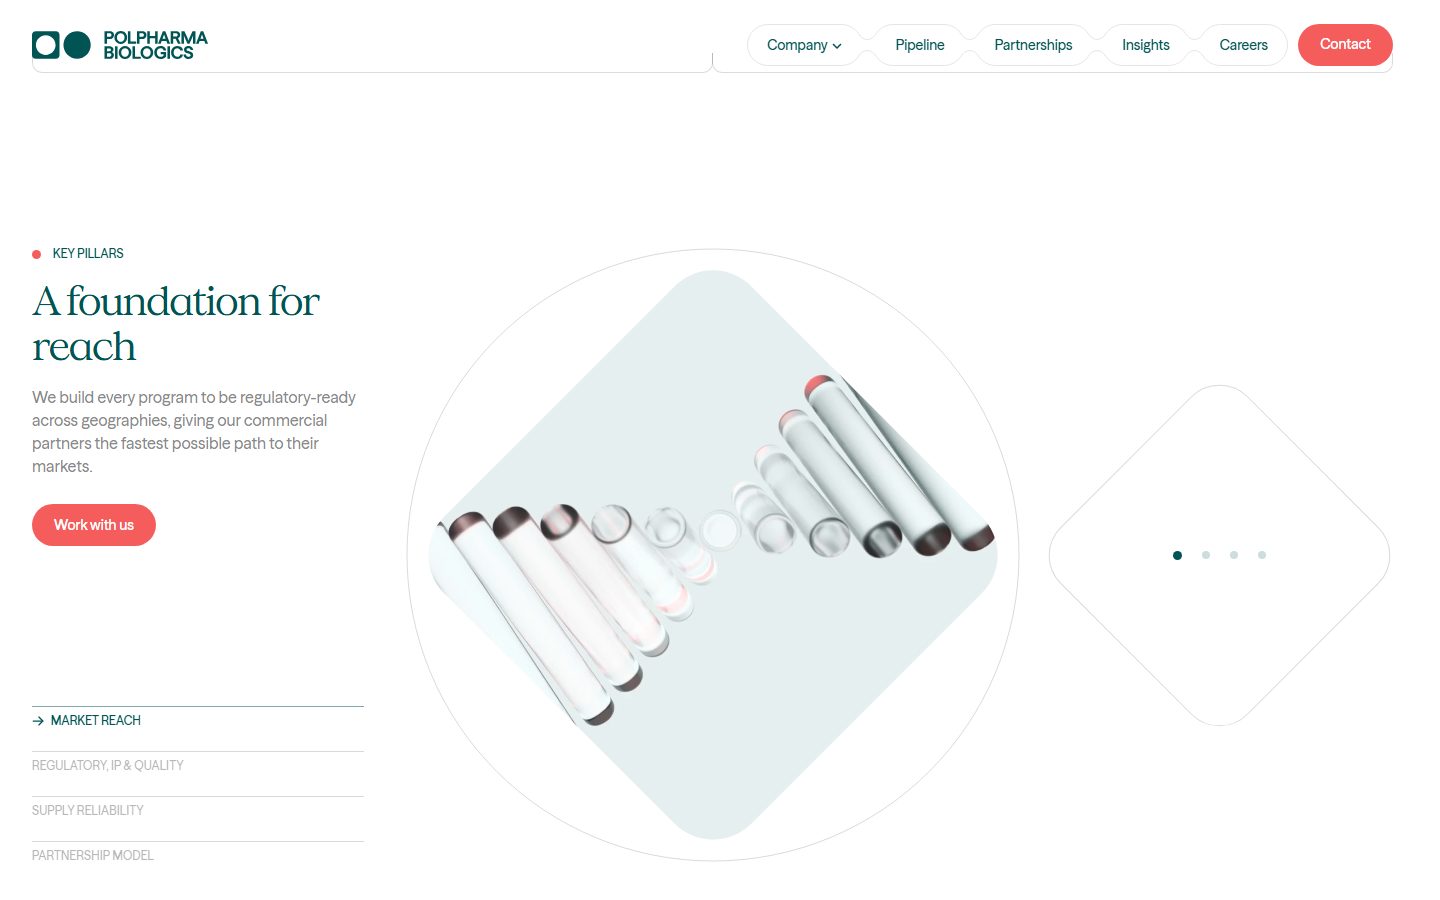 POLPHARMA
BIOLOGICS
Company
Pipeline
Partnerships
Insights
Careers
Contact
KEY PILLARS
A foundation for
reach
We build every program to be regulatory-ready
across geographies, giving our commercial
partners the fastest possible path to their
markets.
Work with us
MARKET REACH
REGULATORY, IP & QUALITY
SUPPLY RELIABILITY
PARTNERSHIP MODEL